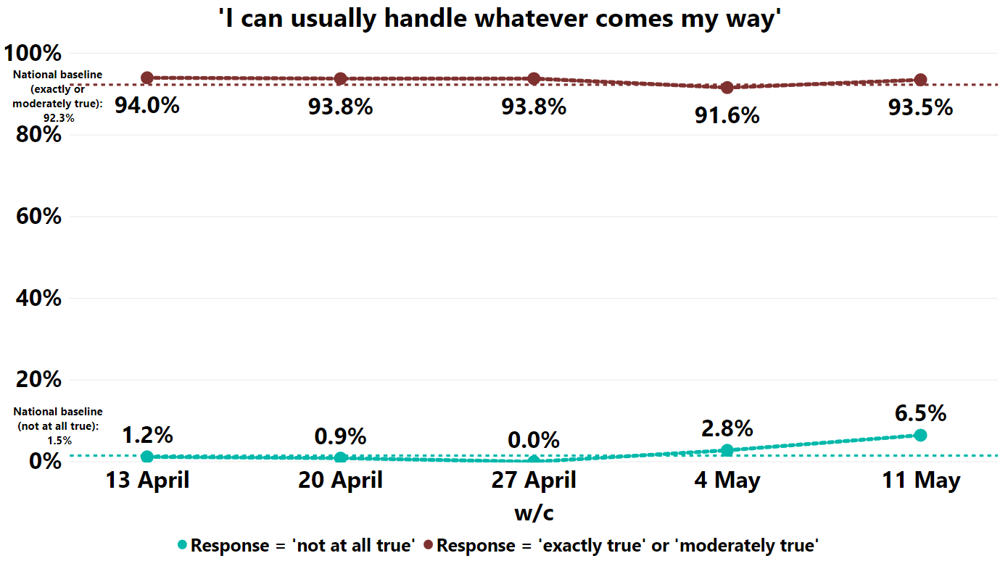 'I can usually handle whatever comes my way'
100%
National baseline
(exactly or
moderately true):
92.3%
94.0%
93.8%
93.8%
91.6%
93.5%
80%
60%
40%
20%
National baseline
(not at all true):
1.5%
1.2%
0.9%
0.0%
2.8%
6.5%
0%
13 April
20 April
27 April
4 May
11 May
w/c
Response = 'not at all true'
Response = 'exactly true' or 'moderately true'